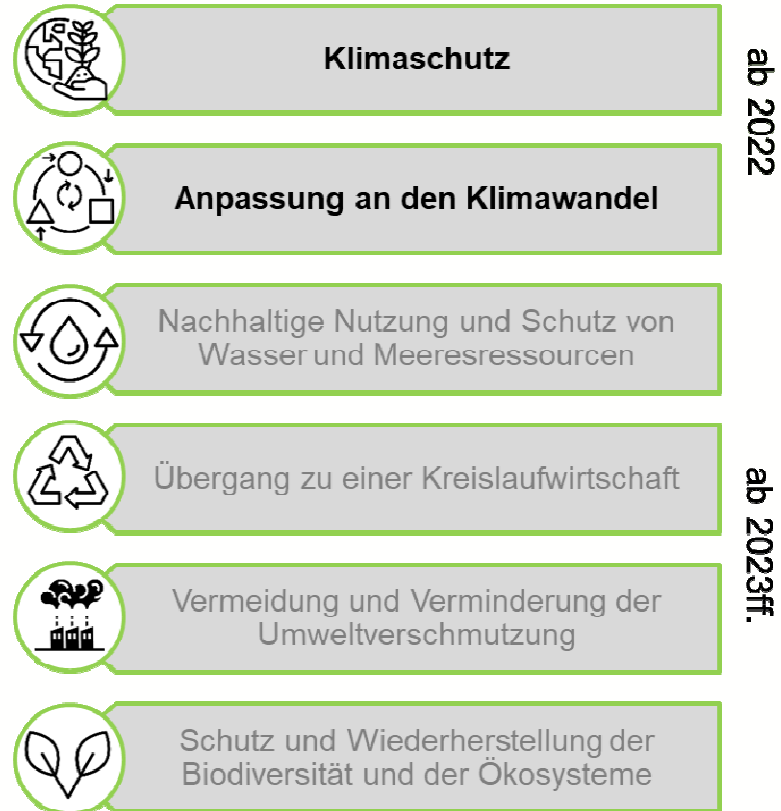 Klimaschutz
ab 2022
Anpassung an den Klimawandel
Nachhaltige Nutzung und Schutz von
Wasser und Meeresressourcen
Übergang zu einer Kreislaufwirtschaft
ab 2023ff.
Vermeidung und Verminderung der
Umweltverschmutzung
Schutz und Wiederherstellung der
Biodiversität und der Ökosysteme